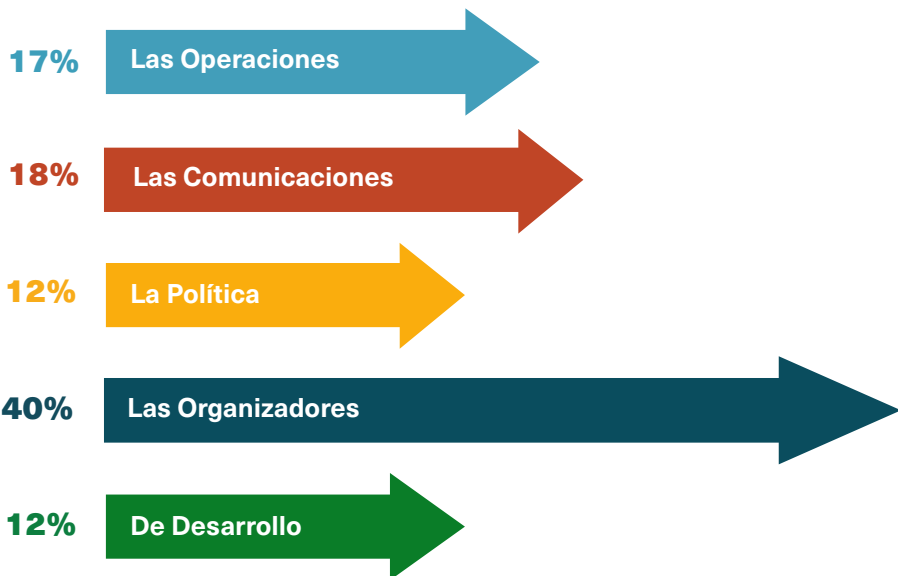 17% Las Operaciones
18% Las Comunicaciones
12% La Política
40% Las Organizadores
12% De Desarrollo